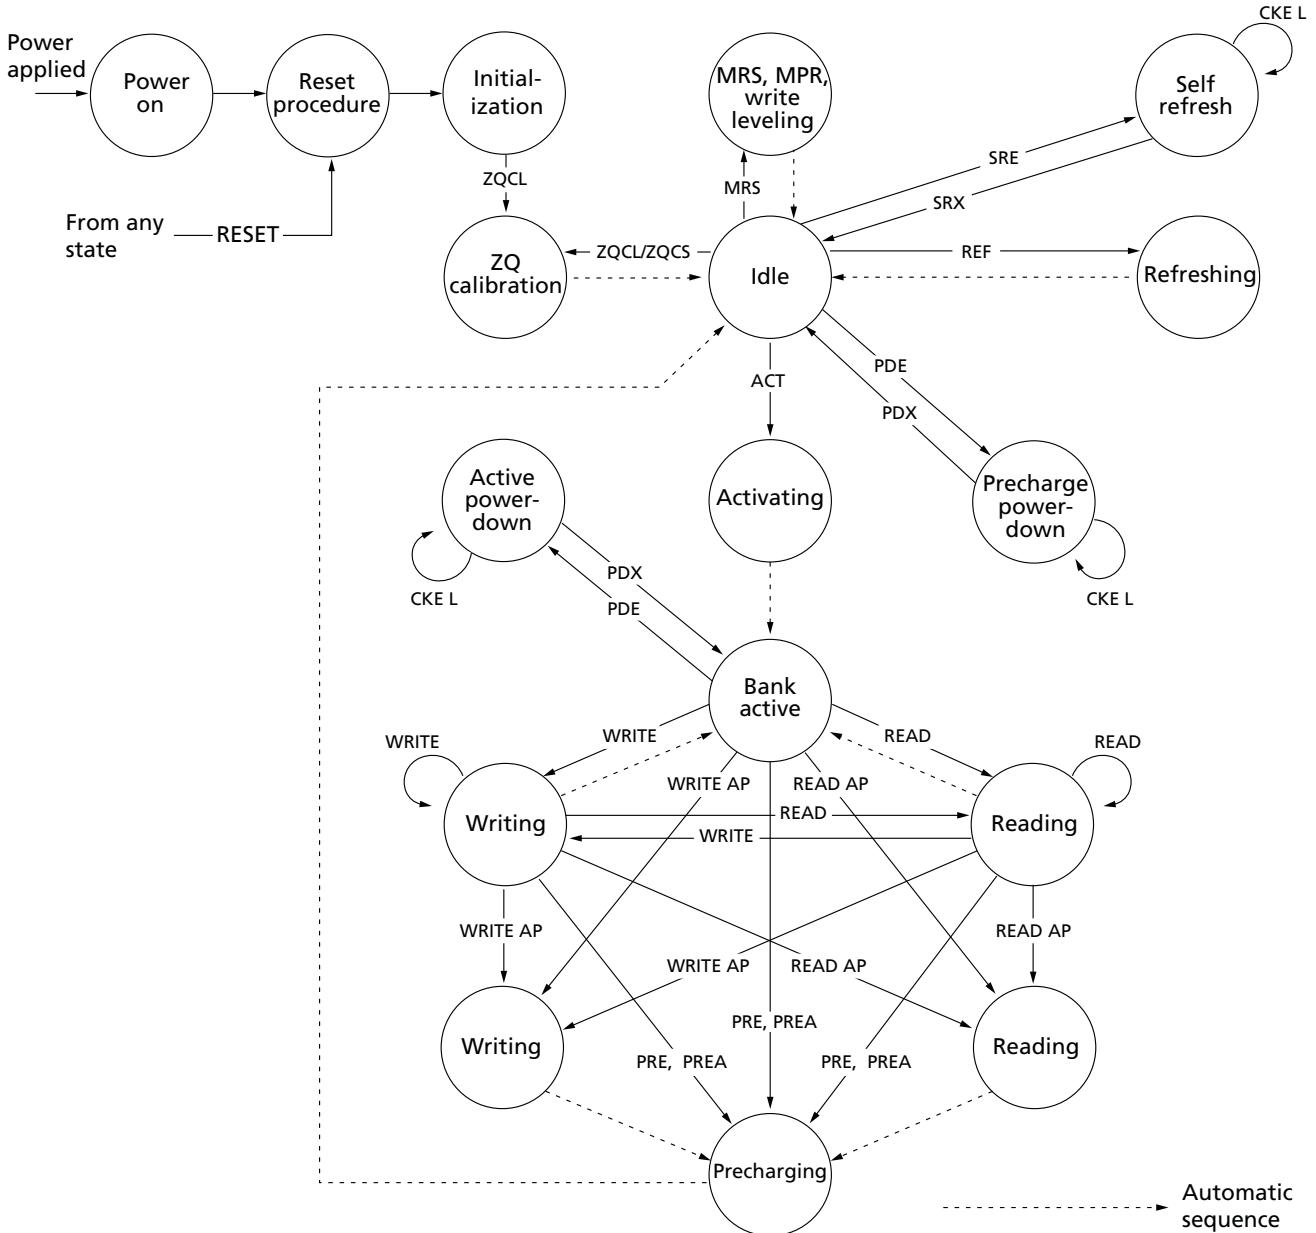 CKE L
Power
applied
Power
on
Reset
procedure
Initial-
ization
MRS, MPR,
write
leveling
Self
refresh
SRE
ZQCL
MRS
SRX
From any
state
RESET
ZQCL/ZQCS
REF
ZQ
calibration
Idle
Refreshing
PDE
ACT
PDX
Active
power-
down
Activating
Precharge
power-
down
PDX
CKE L
PDE
CKE L
Bank
active
WRITE
WRITE
READ
READ
WRITE AP
READ AP
Writing
READ
Reading
WRITE
WRITE AP
READ AP
WRITE AP
READ AP
PRE, PREA
Writing
Reading
PRE, PREA
PRE, PREA
Precharging
Automatic
sequence